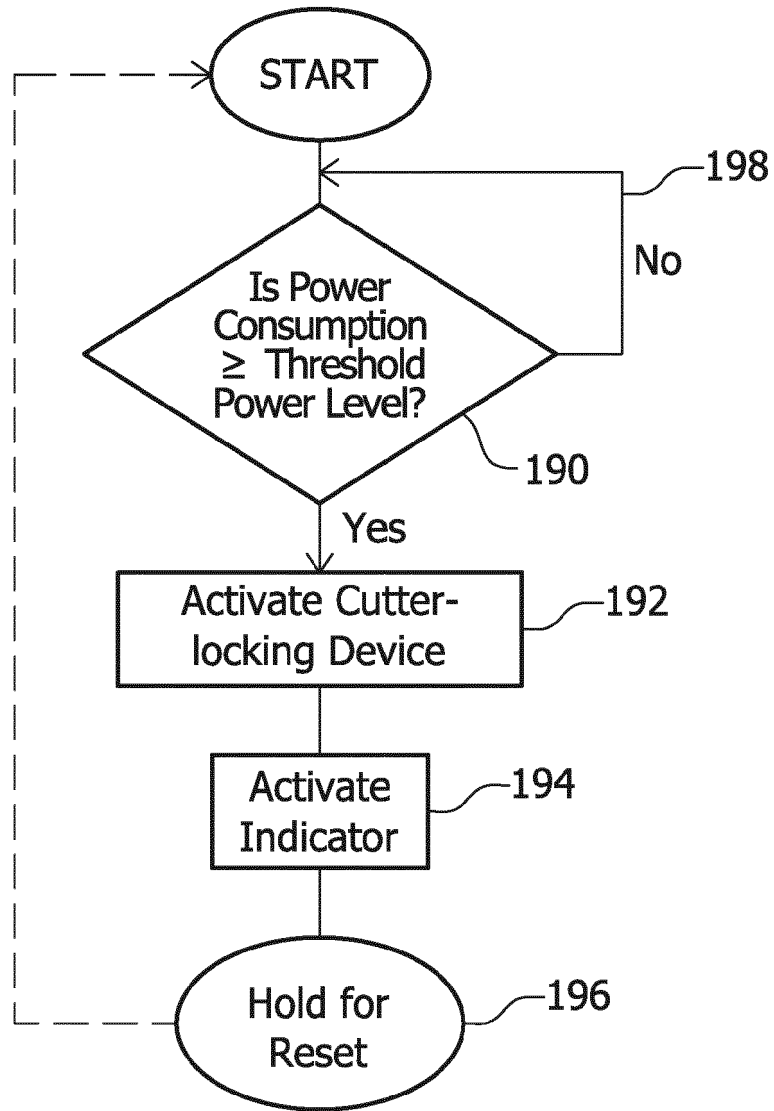 START
198
No
Is Power
Consumption
≥ Threshold
Power Level?
190
Yes
Activate Cutter-
locking Device
192
Activate
Indicator
194
Hold for
Reset
196